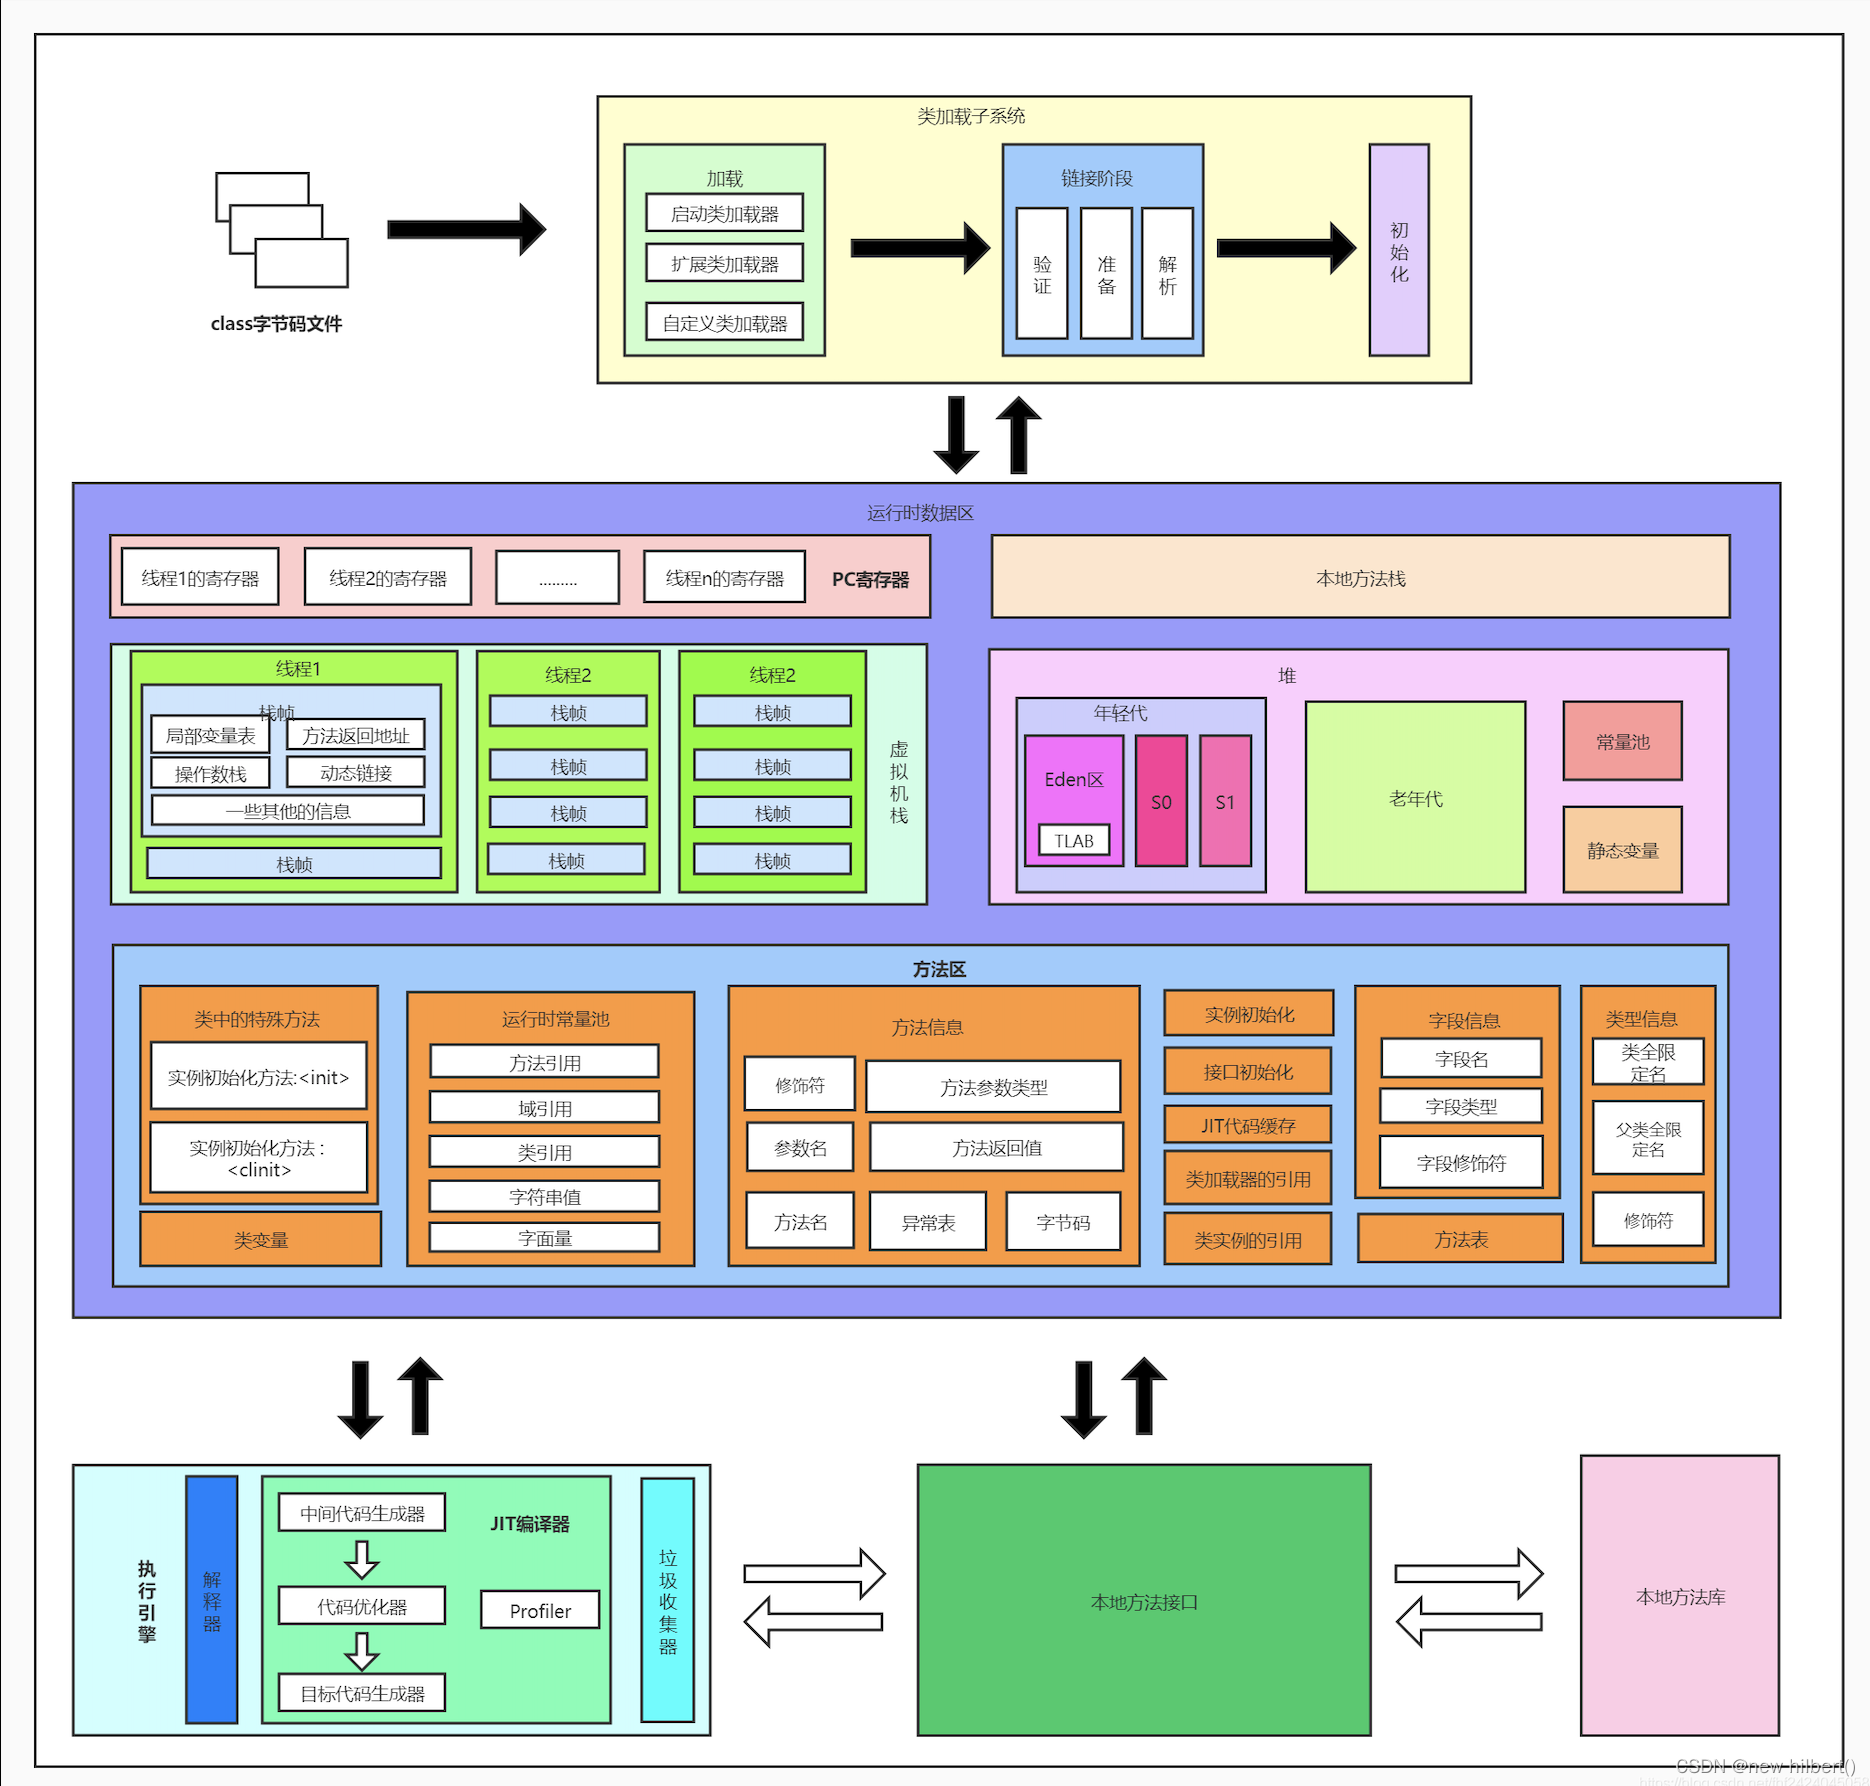 类加载子系统
加载
启动类加载器
扩展类加载器
自定义类加载器
链接阶段
验证
准备
解析
初始化
class字节码文件
运行时数据区
线程1的寄存器
线程2的寄存器
.........
线程n的寄存器
PC寄存器
本地方法栈
线程1
栈帧
局部变量表
方法返回地址
操作数栈
动态链接
一些其他的信息
栈帧
线程2
栈帧
栈帧
栈帧
栈帧
线程2
栈帧
栈帧
栈帧
栈帧
虚拟机栈
堆
年轻代
Eden区
TLAB
S0
S1
老年代
常量池
静态变量
方法区
类中的特殊方法
实例初始化方法:<init>
实例初始化方法：
<clinit>
类变量
运行时常量池
方法引用
域引用
类引用
字符串值
字面量
方法信息
修饰符
方法参数类型
参数名
方法返回值
方法名
异常表
字节码
实例初始化
接口初始化
JIT代码缓存
类加载器的引用
类实例的引用
字段信息
字段名
字段类型
字段修饰符
方法表
类型信息
类全限
定名
父类全限
定名
修饰符
执行引擎
解释器
中间代码生成器
JIT编译器
代码优化器
Profiler
目标代码生成器
垃圾收集器
本地方法接口
本地方法库
CSDN @new hilbert()